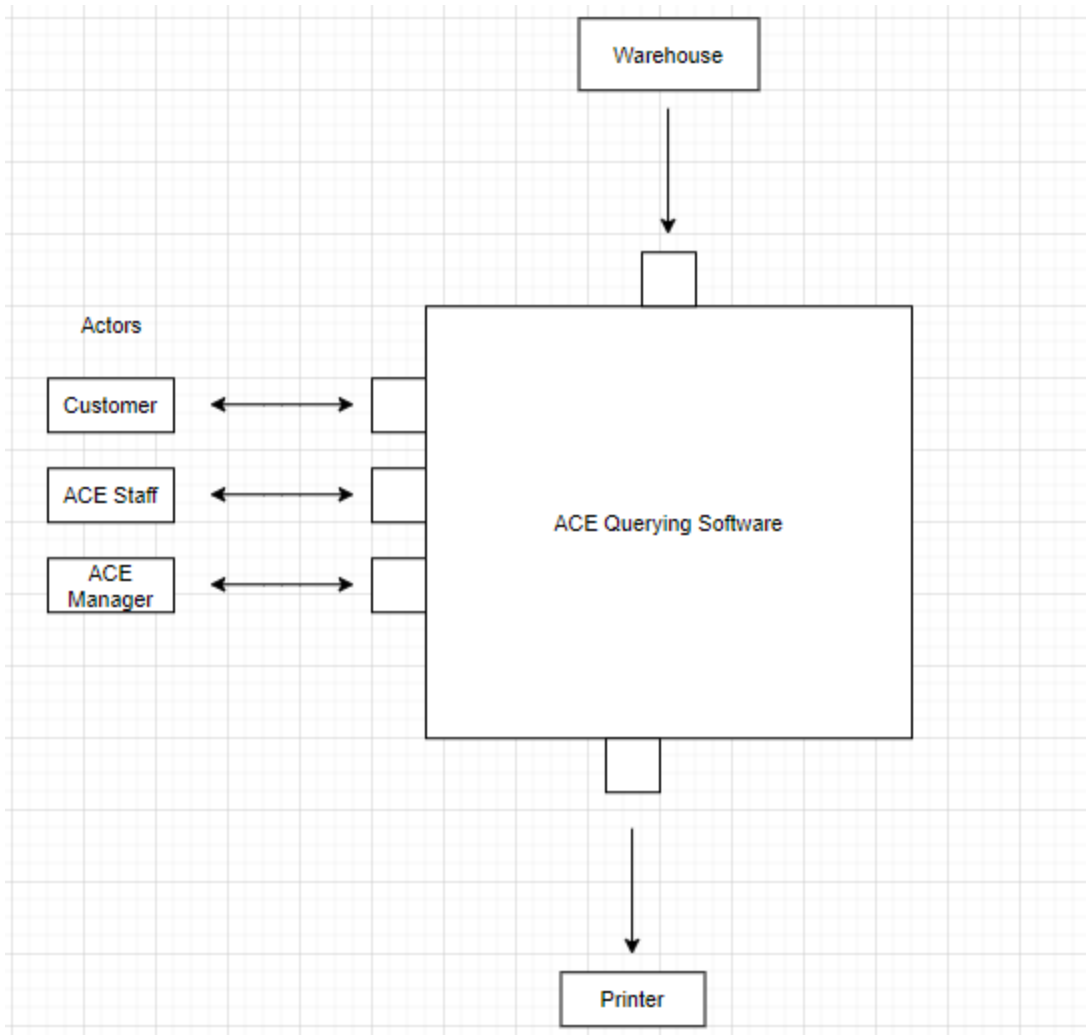 Warehouse
Actors
Customer
ACE Staff
ACE
Manager
ACE Querying Software
Printer